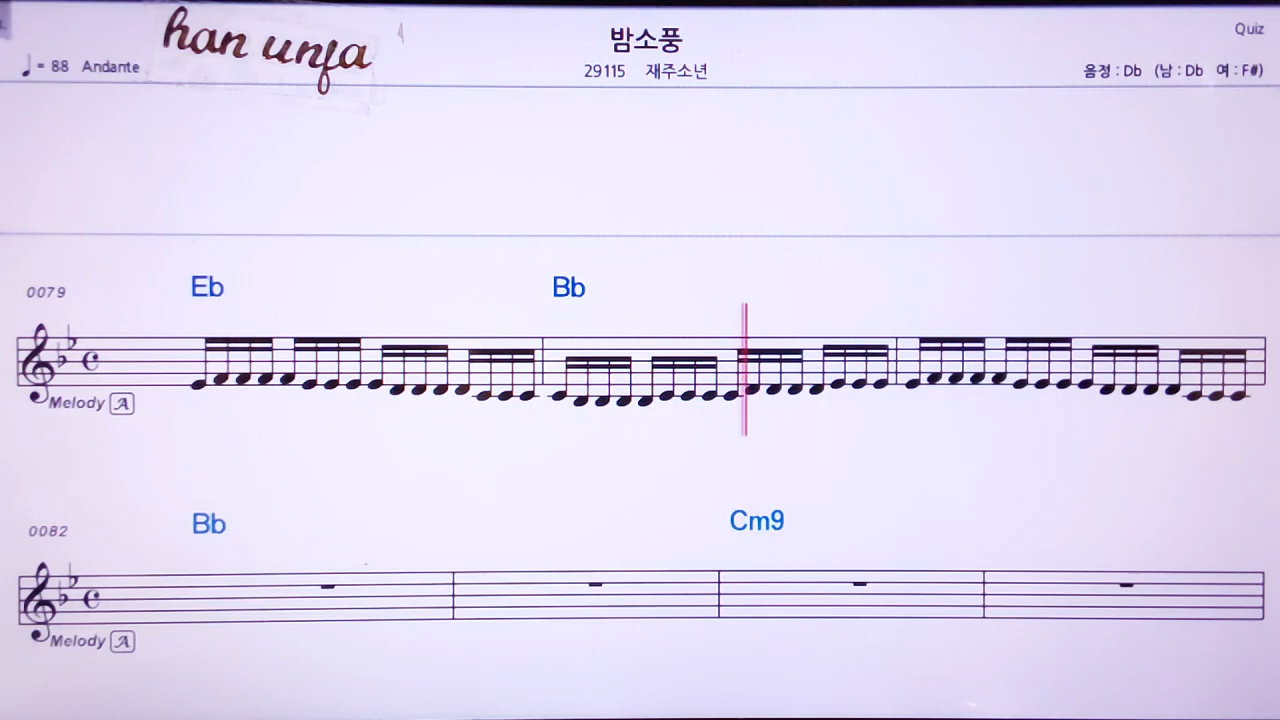 han unfa
밤소풍
Quiz
♩ = 88 Andante
29115 재주소년
음정 : Db (남 : Db 여 : F#)
0079
Eb Bb
Melody A
0082
Bb Cm9
Melody A